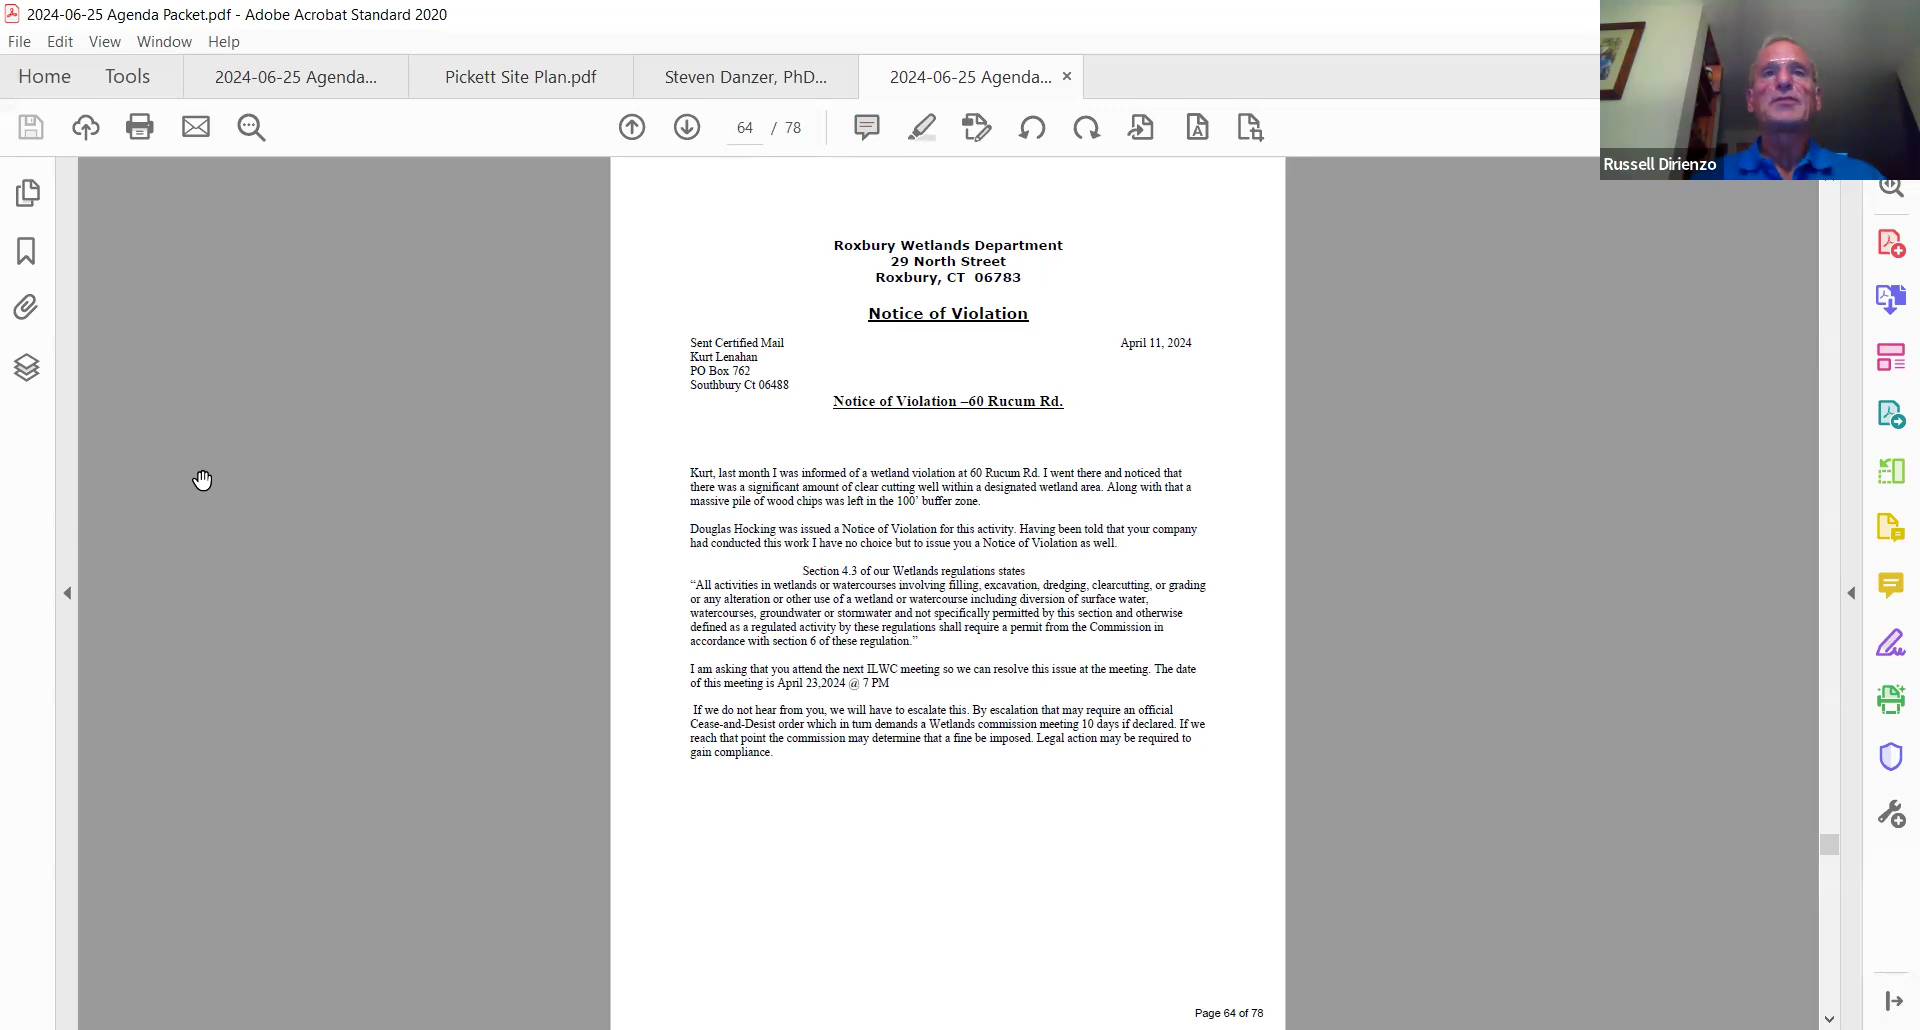 2024-06-25 Agenda Packet.pdf - Adobe Acrobat Standard 2020
File Edit View Window Help
Home Tools 2024-06-25 Agenda... Pickett Site Plan.pdf Steven Danzer, PhD... 2024-06-25 Agenda... ×
64 / 78
Russell Dirienzo
Roxbury Wetlands Department
29 North Street
Roxbury, CT 06783
Notice of Violation
Sent Certified Mail April 11, 2024
Kurt Lenahan
PO Box 762
Southbury Ct 06488
Notice of Violation –60 Rucum Rd.
Kurt, last month I was informed of a wetland violation at 60 Rucum Rd. I went there and noticed that
there was a significant amount of clear cutting well within a designated wetland area. Along with that a
massive pile of wood chips was left in the 100’ buffer zone.
Douglas Hocking was issued a Notice of Violation for this activity. Having been told that your company
had conducted this work I have no choice but to issue you a Notice of Violation as well.
Section 4.3 of our Wetlands regulations states
“All activities in wetlands or watercourses involving filling, excavation, dredging, clearcutting, or grading
or any alteration or other use of a wetland or watercourse including diversion of surface water,
watercourses, groundwater or stormwater and not specifically permitted by this section and otherwise
defined as a regulated activity by these regulations shall require a permit from the Commission in
accordance with section 6 of these regulation.”
I am asking that you attend the next ILWC meeting so we can resolve this issue at the meeting. The date
of this meeting is April 23,2024 @ 7 PM
If we do not hear from you, we will have to escalate this. By escalation that may require an official
Cease-and-Desist order which in turn demands a Wetlands commission meeting 10 days if declared. If we
reach that point the commission may determine that a fine be imposed. Legal action may be required to
gain compliance.
Page 64 of 78